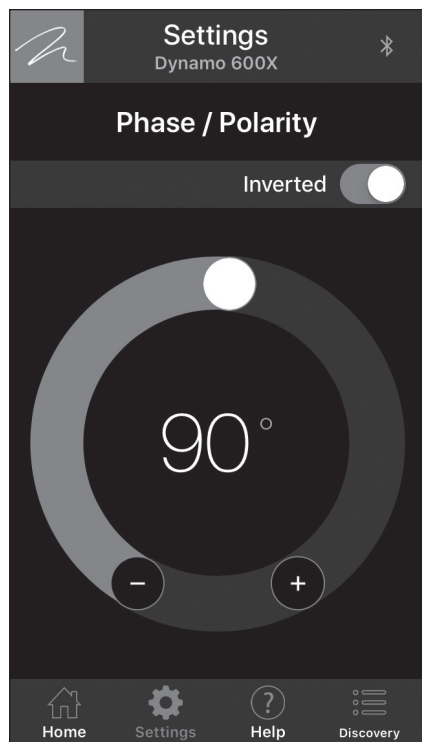 Settings
Dynamo 600X
Phase / Polarity
Inverted
90°
− +
?
Home Settings Help Discovery